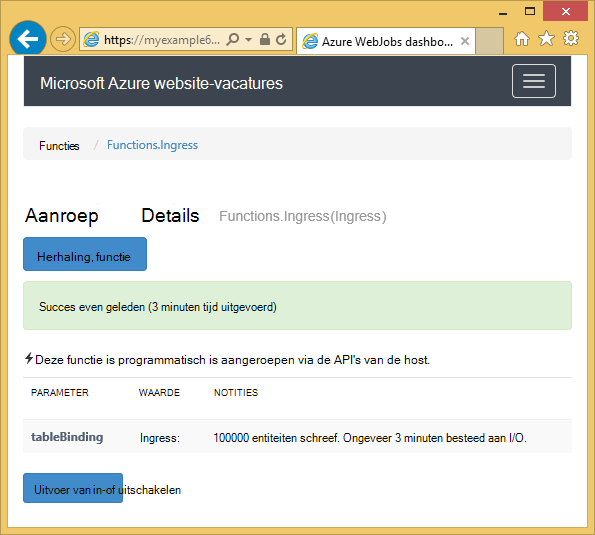 https://myexample6...
Azure WebJobs dashbo...
Microsoft Azure website-vacatures
Functies / Functions.Ingress
Aanroep Details Functions.Ingress(Ingress)
Herhaling, functie
Succes even geleden (3 minuten tijd uitgevoerd)
Deze functie is programmatisch is aangeroepen via de API's van de host.
PARAMETER WAARDE NOTITIES
tableBinding Ingress: 100000 entiteiten schreef. Ongeveer 3 minuten besteed aan I/O.
Uitvoer van in-of uitschakelen